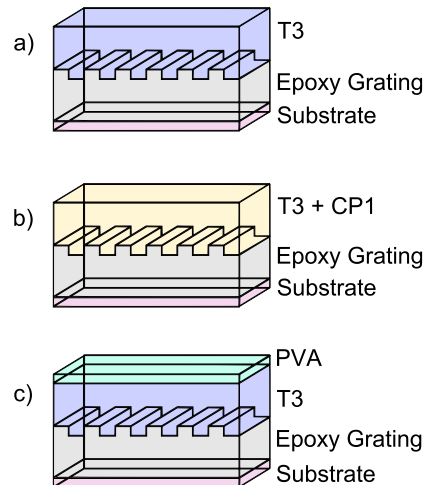 a)
T3
Epoxy Grating
Substrate
b)
T3 + CP1
Epoxy Grating
Substrate
PVA
c)
T3
Epoxy Grating
Substrate